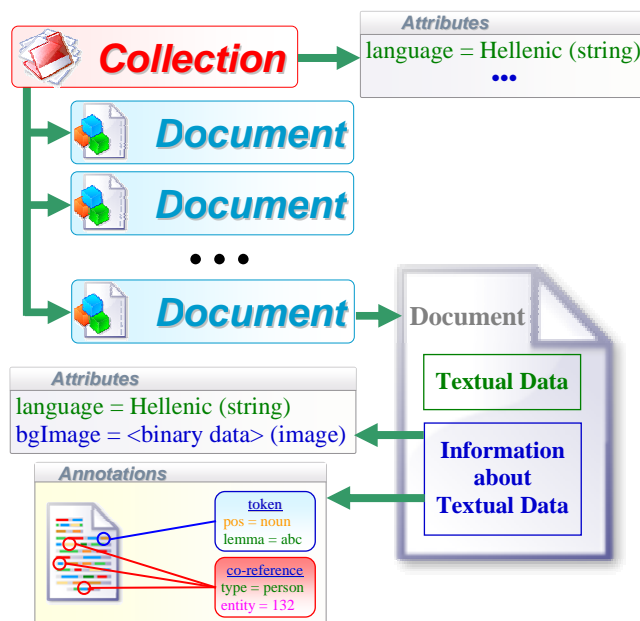 Collection
Attributes
language = Hellenic (string)
•••
Document
Document
• • •
Document
Document
Textual Data
Information
about
Textual Data
Attributes
language = Hellenic (string)
bgImage = <binary data> (image)
Annotations
token
pos = noun
lemma = abc
co-reference
type = person
entity = 132